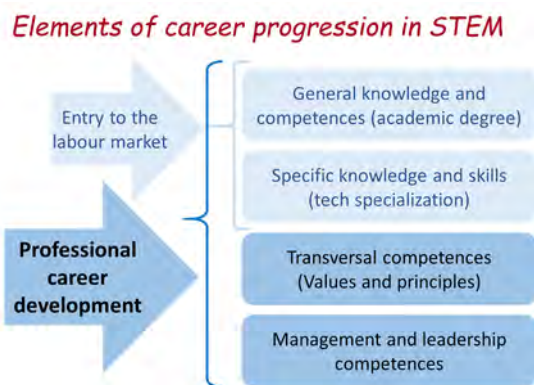 Elements of career progression in STEM
Entry to the
labour market
General knowledge and
competences (academic degree)
Specific knowledge and skills
(tech specialization)
Professional
career
development
Transversal competences
(Values and principles)
Management and leadership
competences